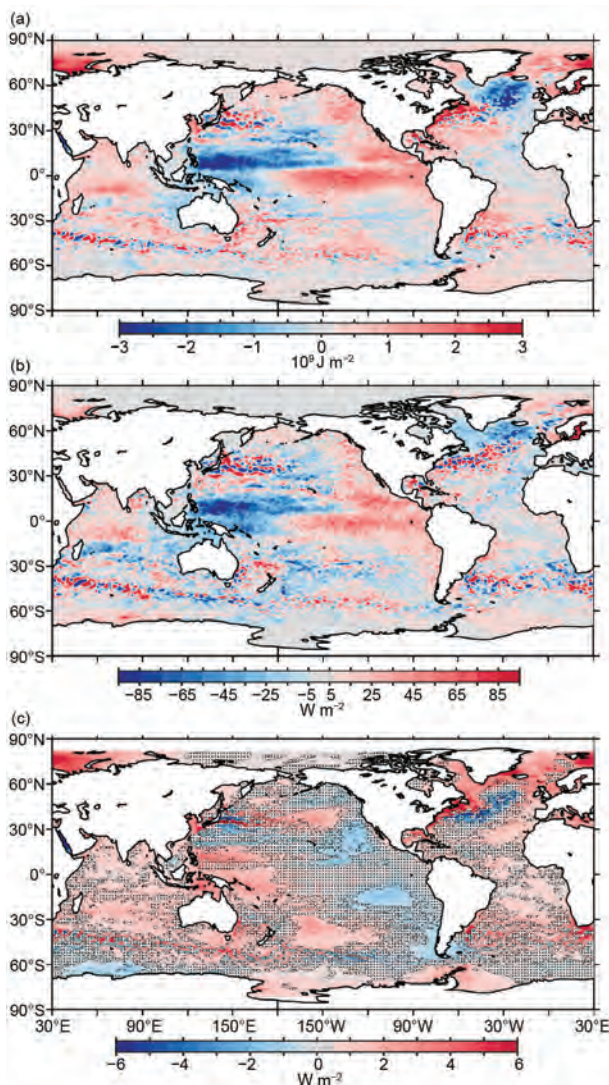 (a)
90°N
60°N
30°N
0°
30°S
60°S
90°S
−3 −2 −1 0 1 2 3
10⁹ J m⁻²
(b)
90°N
60°N
30°N
0°
30°S
60°S
90°S
−85 −65 −45 −25 −5 5 25 45 65 85
W m⁻²
(c)
90°N
60°N
30°N
0°
30°S
60°S
90°S
30°E 90°E 150°E 150°W 90°W 30°W 30°E
−6 −4 −2 0 2 4 6
W m⁻²